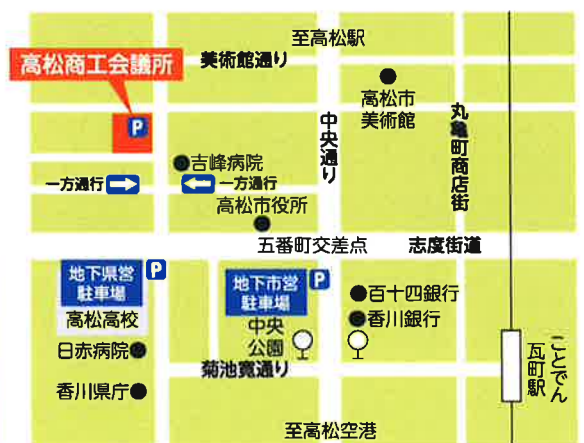 至高松駅
美術館通り
高松商工会議所
P
高松市
美術館
中央通り
丸亀町商店街
吉峰病院
一方通行
一方通行
高松市役所
五番町交差点
志度街道
地下県営
駐車場
P
高松高校
地下市営
駐車場
P
百十四銀行
香川銀行
中央
公園
日赤病院
菊池寛通り
ことでん
瓦町駅
香川県庁
至高松空港